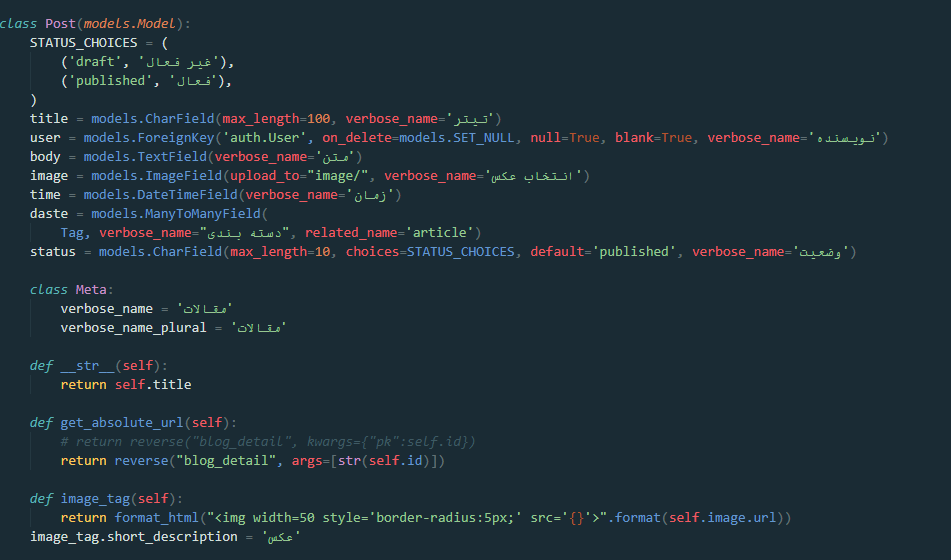 class Post(models.Model):
    STATUS_CHOICES = (
        ('draft', 'غیر فعال'),
        ('published', 'فعال'),
    )
    title = models.CharField(max_length=100, verbose_name='تیتر')
    user = models.ForeignKey('auth.User', on_delete=models.SET_NULL, null=True, blank=True, verbose_name='نویسنده')
    body = models.TextField(verbose_name='متن')
    image = models.ImageField(upload_to="image/", verbose_name='انتخاب عکس')
    time = models.DateTimeField(verbose_name='زمان')
    daste = models.ManyToManyField(
        Tag, verbose_name="دسته بندی", related_name='article')
    status = models.CharField(max_length=10, choices=STATUS_CHOICES, default='published', verbose_name='وضعیت')
    class Meta:
        verbose_name = 'مقالات'
        verbose_name_plural = 'مقالات'
    def __str__(self):
        return self.title
    def get_absolute_url(self):
        # return reverse("blog_detail", kwargs={"pk":self.id})
        return reverse("blog_detail", args=[str(self.id)])
    def image_tag(self):
        return format_html("<img width=50 style='border-radius:5px;' src='{}'>".format(self.image.url))
    image_tag.short_description = 'عکس'